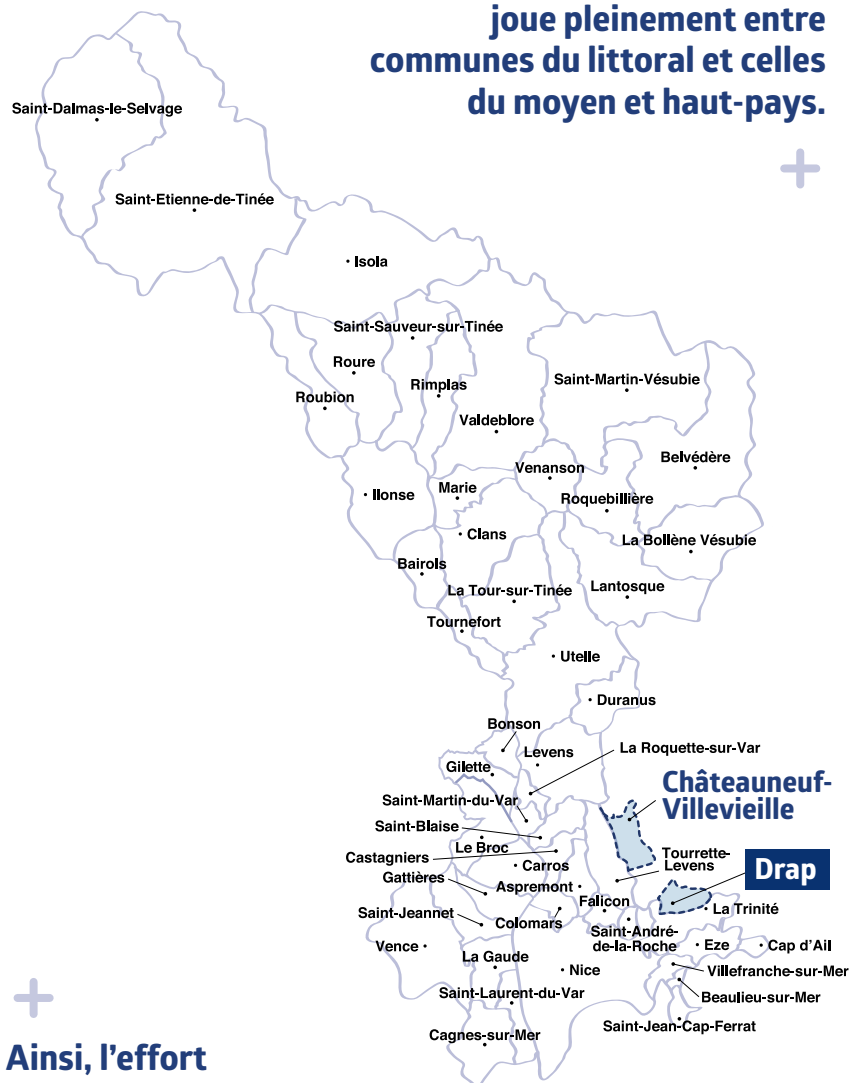 joue pleinement entre
communes du littoral et celles
du moyen et haut-pays.
Saint-Dalmas-le-Selvage
Saint-Etienne-de-Tinée
Isola
Saint-Sauveur-sur-Tinée
Roure
Rimplas
Saint-Martin-Vésubie
Roubion
Valdeblore
Belvédère
Venanson
Ilonse
Marie
Roquebillière
Clans
La Bollène Vésubie
Bairols
La Tour-sur-Tinée
Lantosque
Tournefort
Utelle
Duranus
Bonson
Levens
La Roquette-sur-Var
Gilette
Châteauneuf-
Villevieille
Saint-Martin-du-Var
Saint-Blaise
Le Broc
Castagniers
Carros
Tourrette-
Levens
Drap
Gattières
Aspremont
Falicon
La Trinité
Saint-Jeannet
Colomars
Saint-André-
de-la-Roche
Vence
Eze
Cap d'Ail
La Gaude
Nice
Villefranche-sur-Mer
Saint-Laurent-du-Var
Beaulieu-sur-Mer
Cagnes-sur-Mer
Saint-Jean-Cap-Ferrat
Ainsi, l'effort